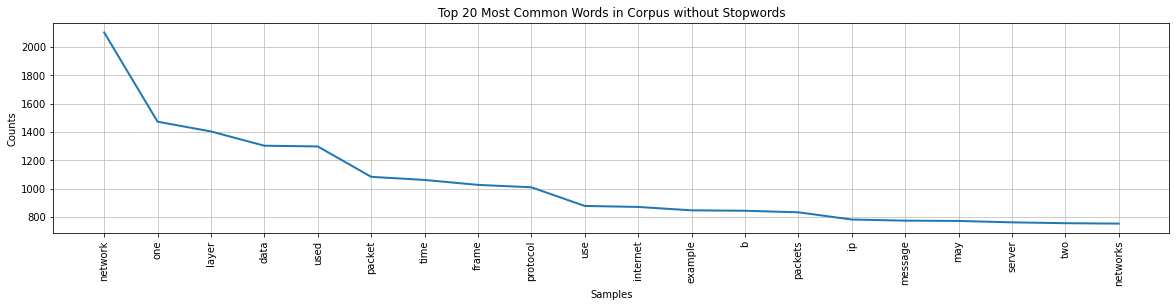 Top 20 Most Common Words in Corpus without Stopwords
Counts
2000
1800
1600
1400
1200
1000
800
network
one
layer
data
used
packet
time
frame
protocol
use
internet
example
b
packets
ip
message
may
server
two
networks
Samples